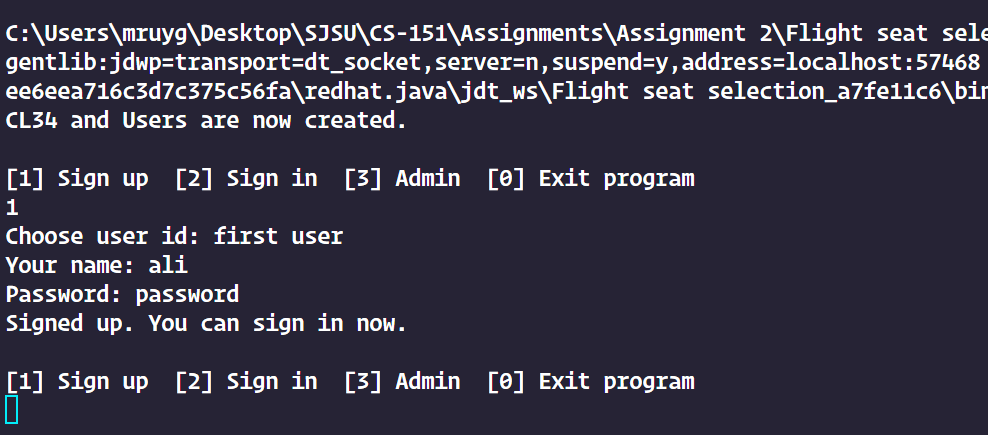 C:\Users\mruyg\Desktop\SJSU\CS-151\Assignments\Assignment 2\Flight seat sele
gentlib:jdwp=transport=dt_socket,server=n,suspend=y,address=localhost:57468
ee6eea716c3d7c375c56fa\redhat.java\jdt_ws\Flight seat selection_a7fe11c6\bin
CL34 and Users are now created.
[1] Sign up  [2] Sign in  [3] Admin  [0] Exit program
1
Choose user id: first user
Your name: ali
Password: password
Signed up. You can sign in now.
[1] Sign up  [2] Sign in  [3] Admin  [0] Exit program